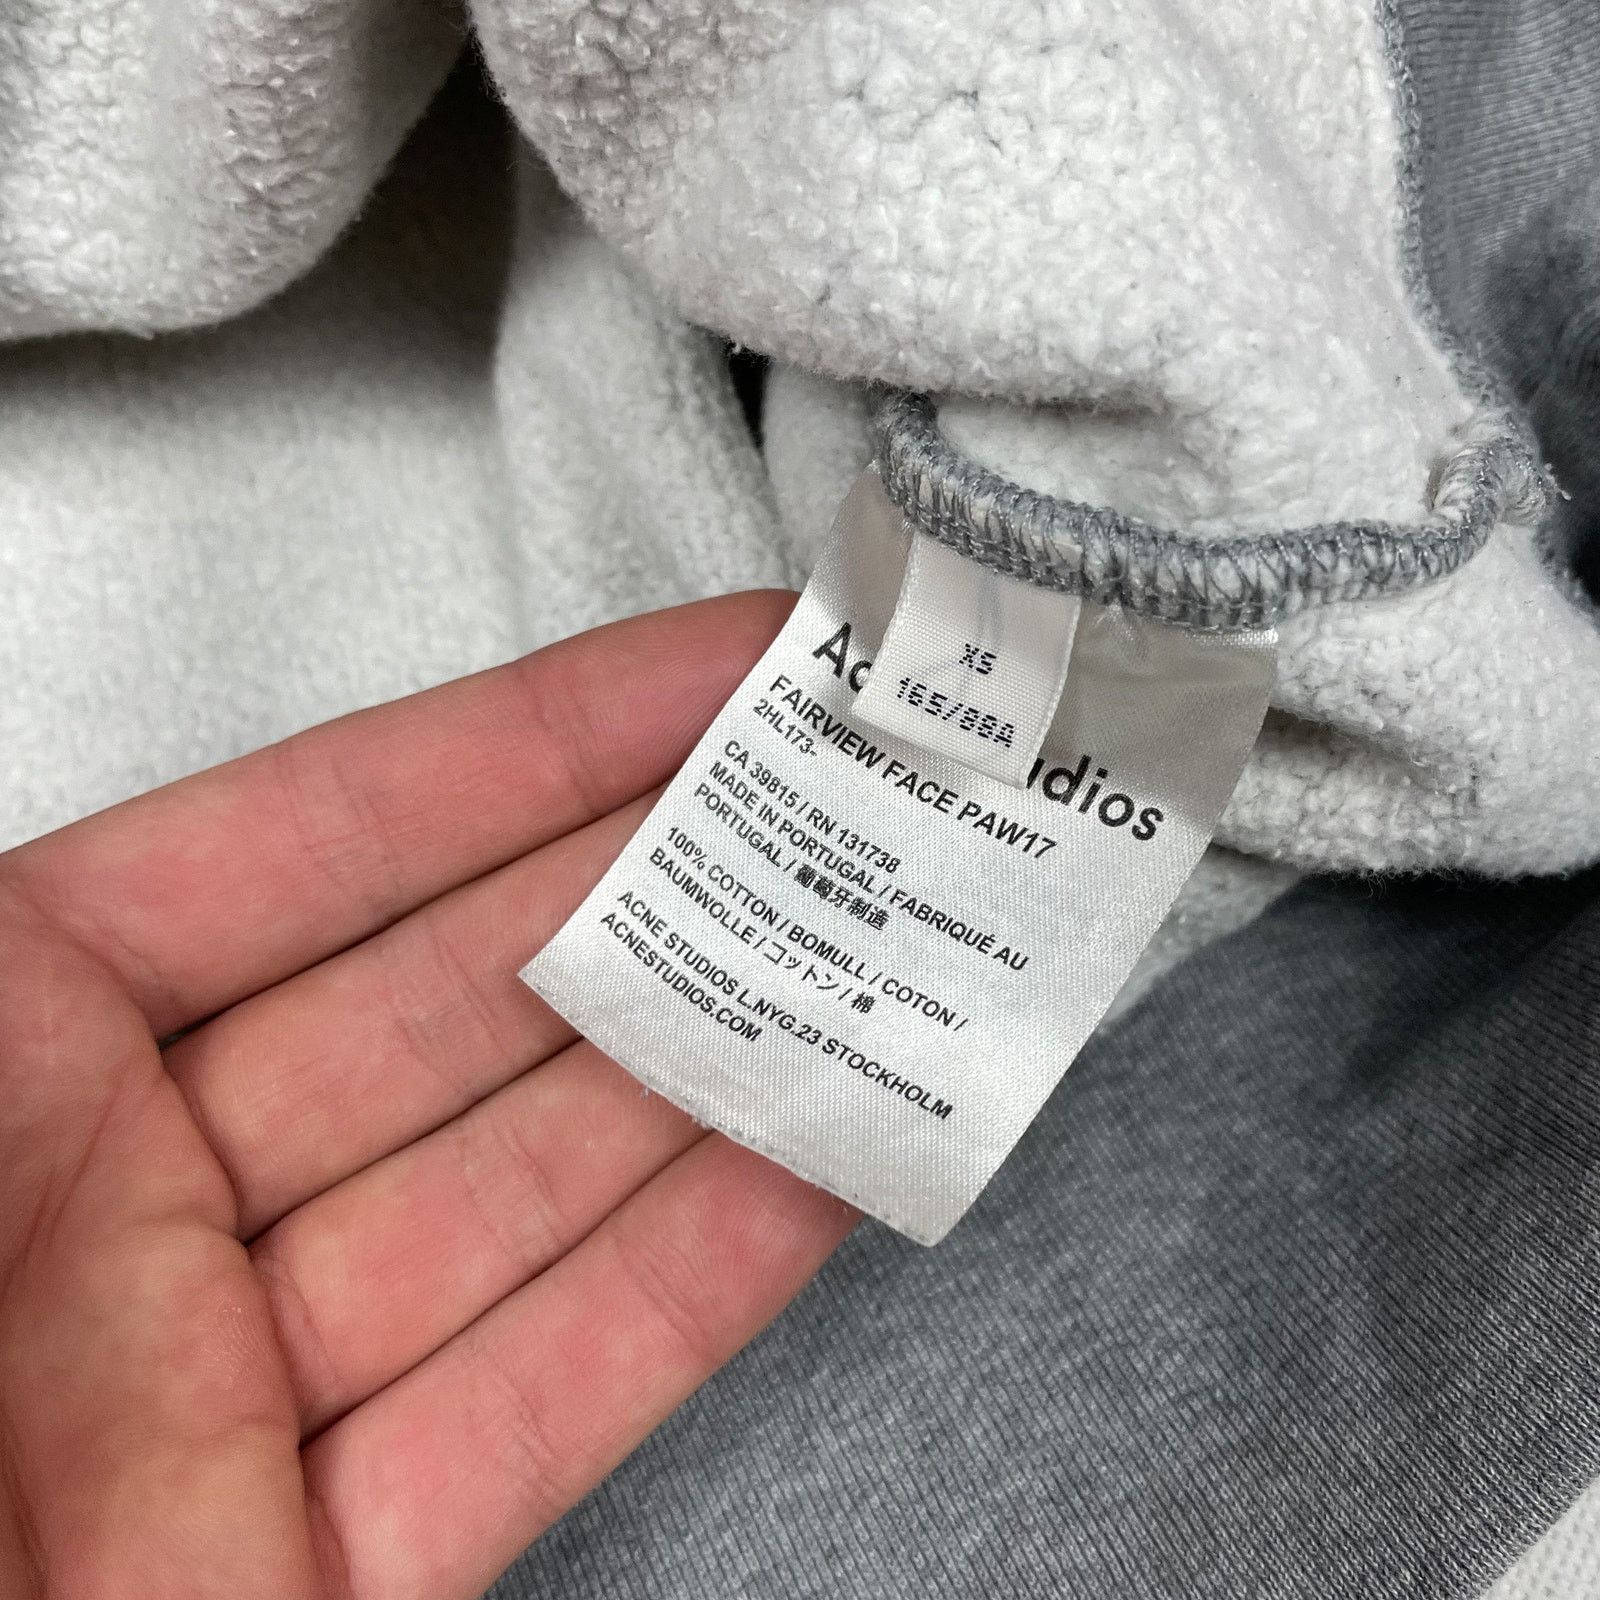 XS
165/88A
Ac udios
FAIRVIEW FACE PAW17
2HL173-
CA 39815 / RN 131738
MADE IN PORTUGAL / FABRIQUÉ AU
PORTUGAL / 葡萄牙制造
100% COTTON / BOMULL / COTON /
BAUMWOLLE / コットン / 棉
ACNE STUDIOS L.NYG.23 STOCKHOLM
ACNESTUDIOS.COM